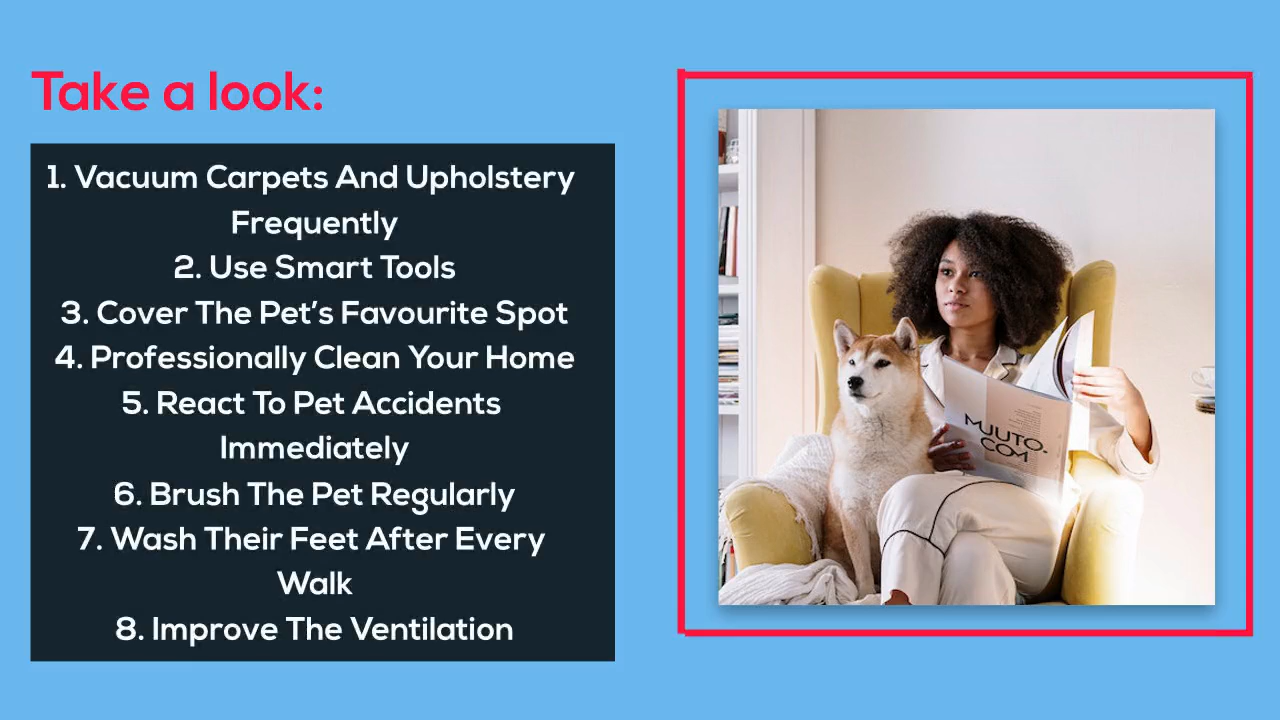 Take a look:
1. Vacuum Carpets And Upholstery
Frequently
2. Use Smart Tools
3. Cover The Pet's Favourite Spot
4. Professionally Clean Your Home
5. React To Pet Accidents
Immediately
6. Brush The Pet Regularly
7. Wash Their Feet After Every
Walk
8. Improve The Ventilation
MUUTO.
COM